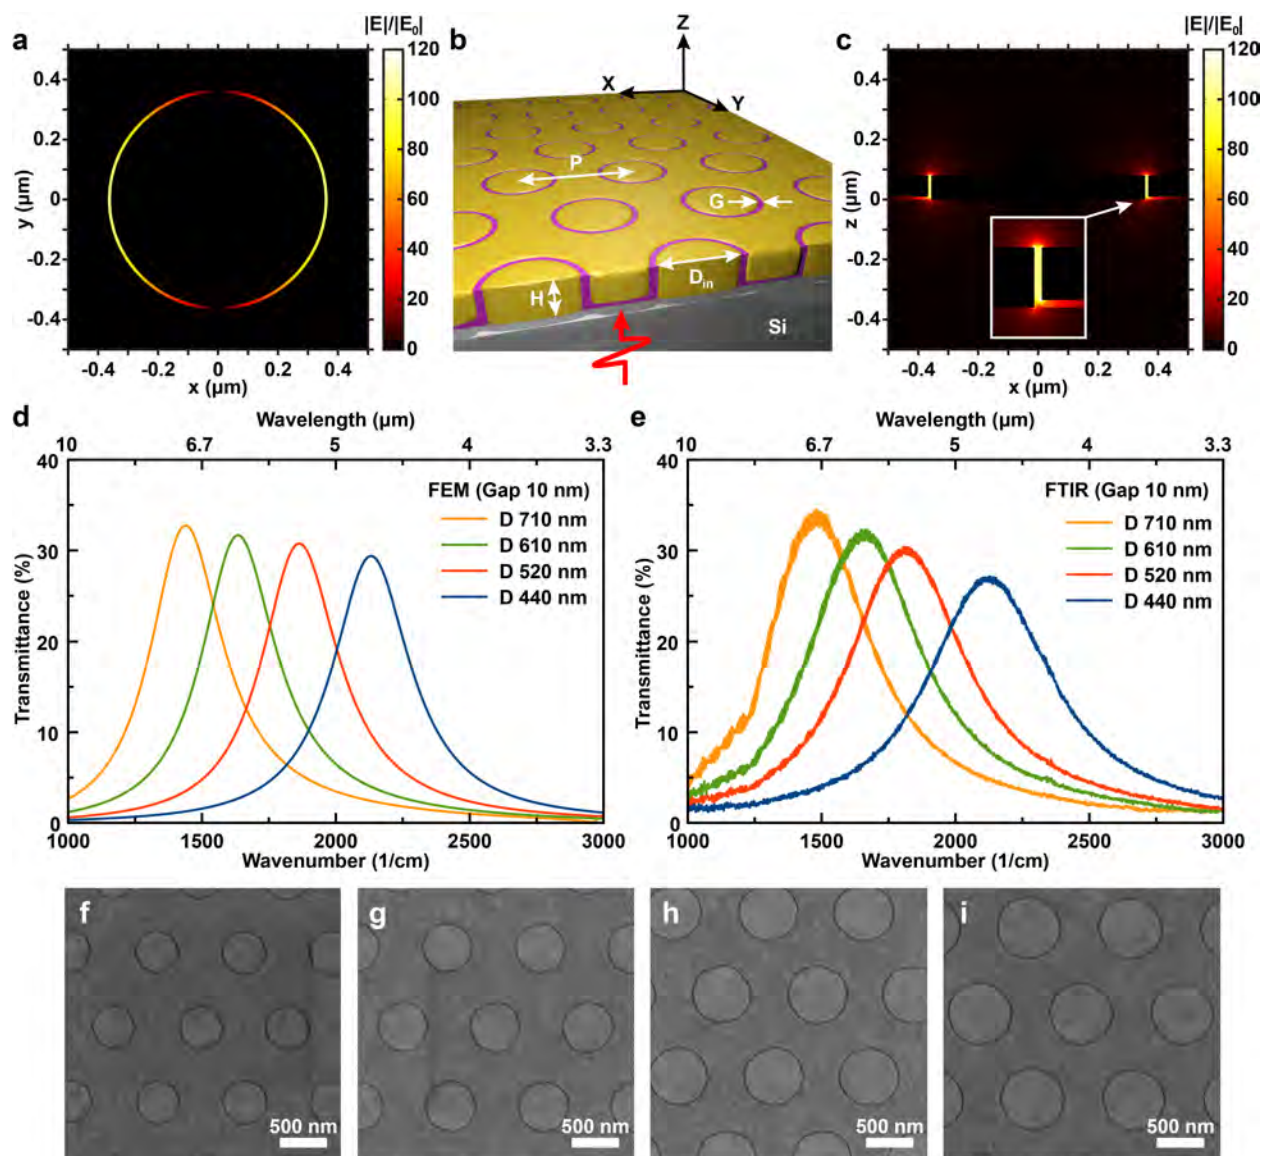 a
|E|/|E₀|
120
100
80
60
40
20
0
0.4
0.2
0
-0.2
-0.4
y (µm)
-0.4 -0.2 0 0.2 0.4
x (µm)
b
Z
X
Y
P
G
H
D_in
Si
c
|E|/|E₀|
120
100
80
60
40
20
0
0.4
0.2
0
-0.2
-0.4
z (µm)
-0.4 -0.2 0 0.2 0.4
x (µm)
d
Wavelength (µm)
10 6.7 5 4 3.3
40
30
20
10
0
Transmittance (%)
FEM (Gap 10 nm)
D 710 nm
D 610 nm
D 520 nm
D 440 nm
1000 1500 2000 2500 3000
Wavenumber (1/cm)
e
Wavelength (µm)
10 6.7 5 4 3.3
40
30
20
10
0
Transmittance (%)
FTIR (Gap 10 nm)
D 710 nm
D 610 nm
D 520 nm
D 440 nm
1000 1500 2000 2500 3000
Wavenumber (1/cm)
f
500 nm
g
500 nm
h
500 nm
i
500 nm